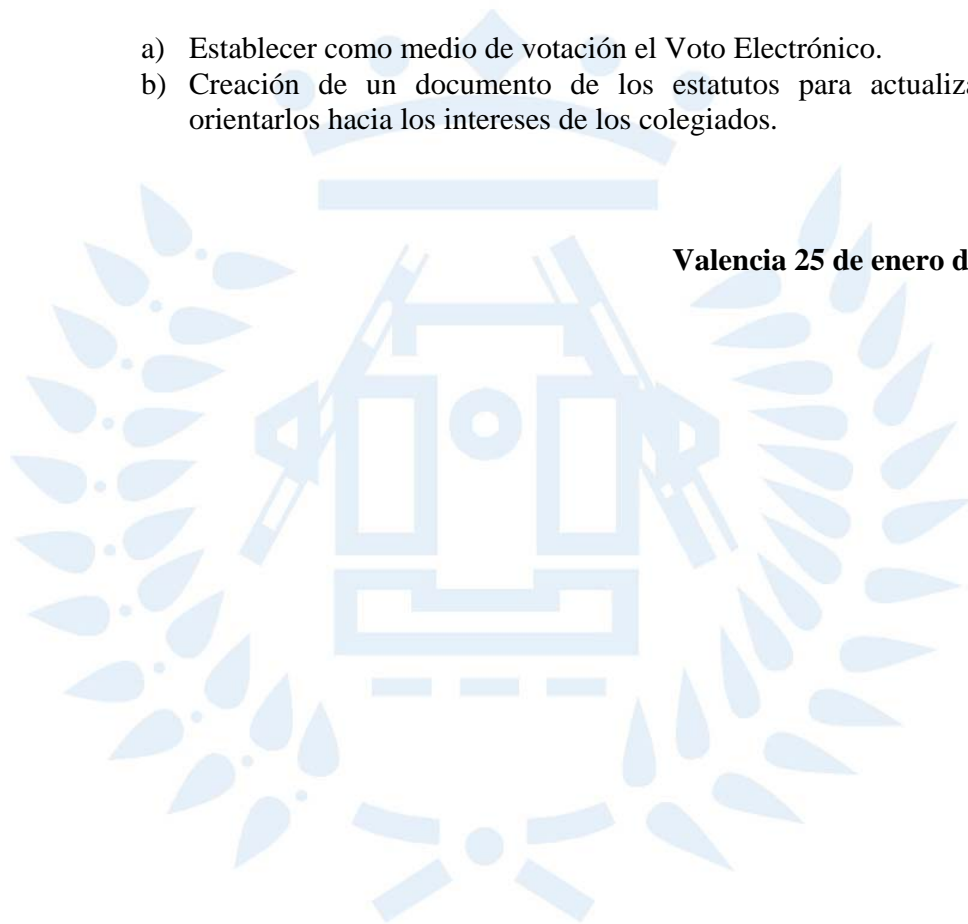 a) Establecer como medio de votación el Voto Electrónico.
b) Creación de un documento de los estatutos para
orientarlos hacia los intereses de los colegiados.
Valencia 25 de enero